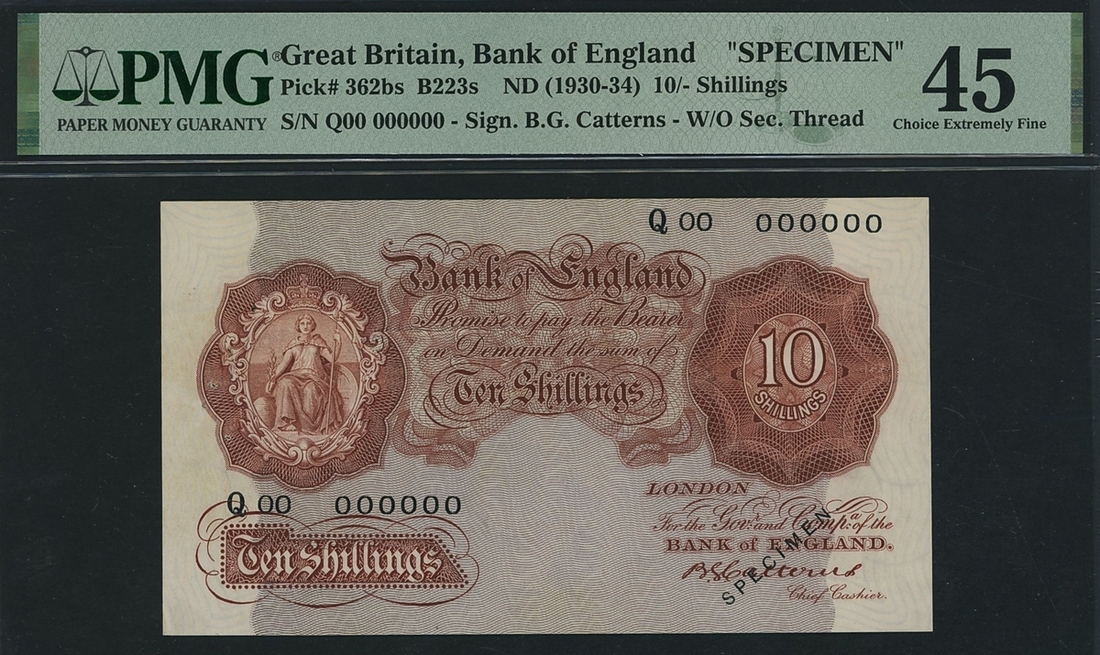 PMG® Great Britain, Bank of England "SPECIMEN" 45
Pick# 362bs B223s ND (1930-34) 10/- Shillings
PAPER MONEY GUARANTY S/N Q00 000000 - Sign. B.G. Catterns - W/O Sec. Thread Choice Extremely Fine
Q 00 000000
Bank of England
Promise to pay the Bearer
on Demand the sum of
Ten Shillings
10
SHILLINGS
Q 00 000000
Ten Shillings
LONDON
For the Govr. and Compa. of the
BANK of ENGLAND.
B G Catterns
Chief Cashier.
SPECIMEN